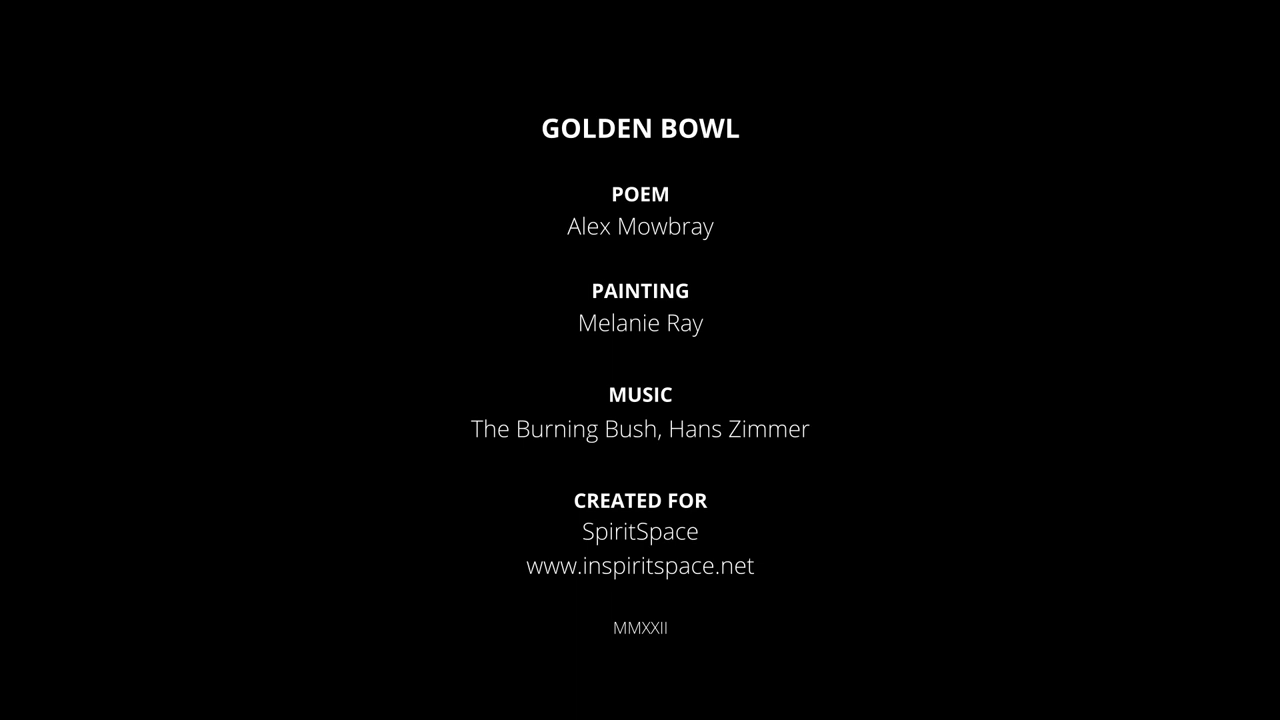 GOLDEN BOWL
POEM
Alex Mowbray
PAINTING
Melanie Ray
MUSIC
The Burning Bush, Hans Zimmer
CREATED FOR
SpiritSpace
www.inspiritspace.net
MMXXII